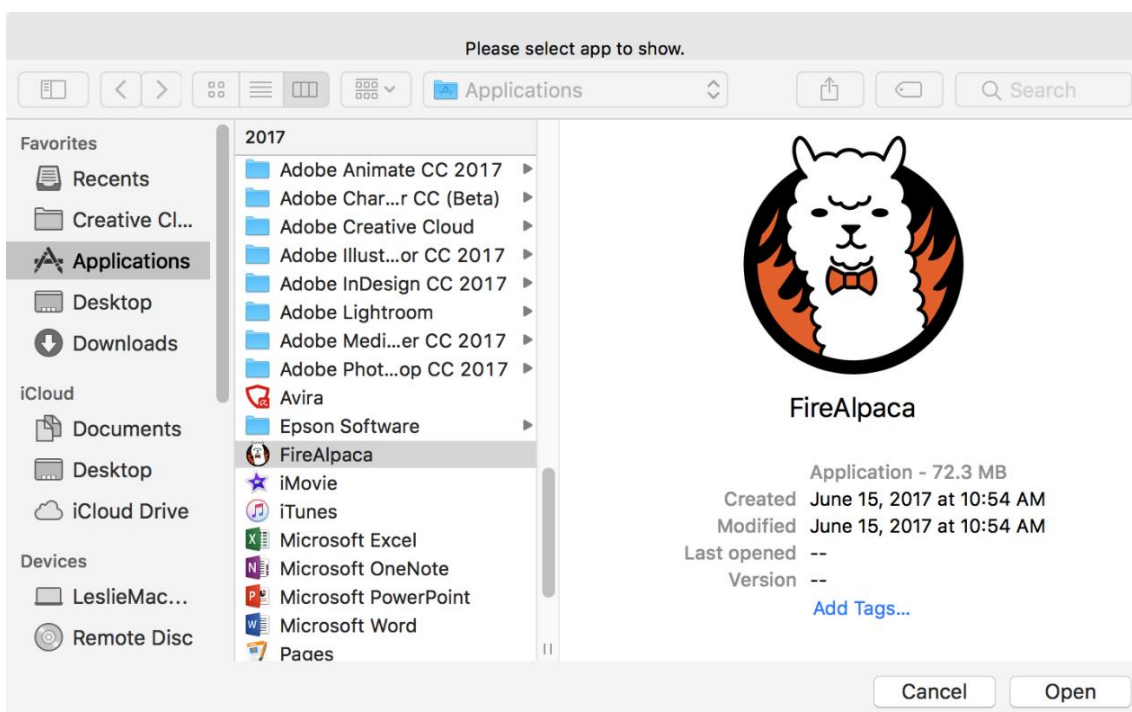 Please select app to show.
Applications
Search
Favorites
Recents
Creative Cl...
Applications
Desktop
Downloads
iCloud
Documents
Desktop
iCloud Drive
Devices
LeslieMac...
Remote Disc
2017
Adobe Animate CC 2017
Adobe Char...r CC (Beta)
Adobe Creative Cloud
Adobe Illust...or CC 2017
Adobe InDesign CC 2017
Adobe Lightroom
Adobe Medi...er CC 2017
Adobe Phot...op CC 2017
Avira
Epson Software
FireAlpaca
iMovie
iTunes
Microsoft Excel
Microsoft OneNote
Microsoft PowerPoint
Microsoft Word
Pages
FireAlpaca
Application - 72.3 MB
Created June 15, 2017 at 10:54 AM
Modified June 15, 2017 at 10:54 AM
Last opened --
Version --
Add Tags...
Cancel
Open